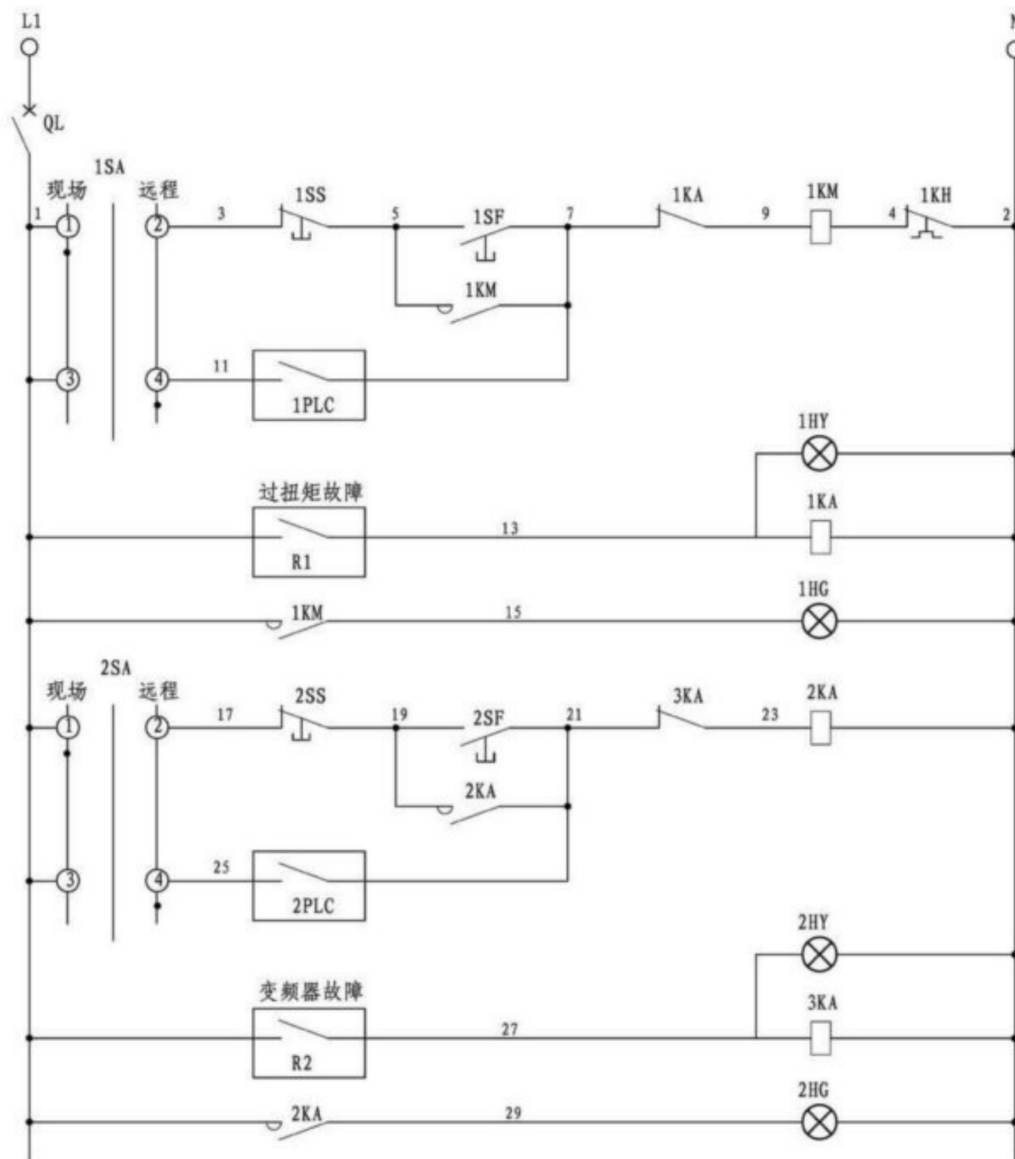 L1 N
QL
1SA
现场 远程
1 ① ② 3 1SS 5 1SF 7 1KA 9 1KM 4 1KH 2
1KM
③ ④ 11
1PLC
1HY
过扭矩故障
1KA
13
R1
1KM 15 1HG
2SA
现场 远程
① ② 17 2SS 19 2SF 21 3KA 23 2KA
2KA
③ ④ 25
2PLC
2HY
变频器故障
3KA
27
R2
2KA 29 2HG